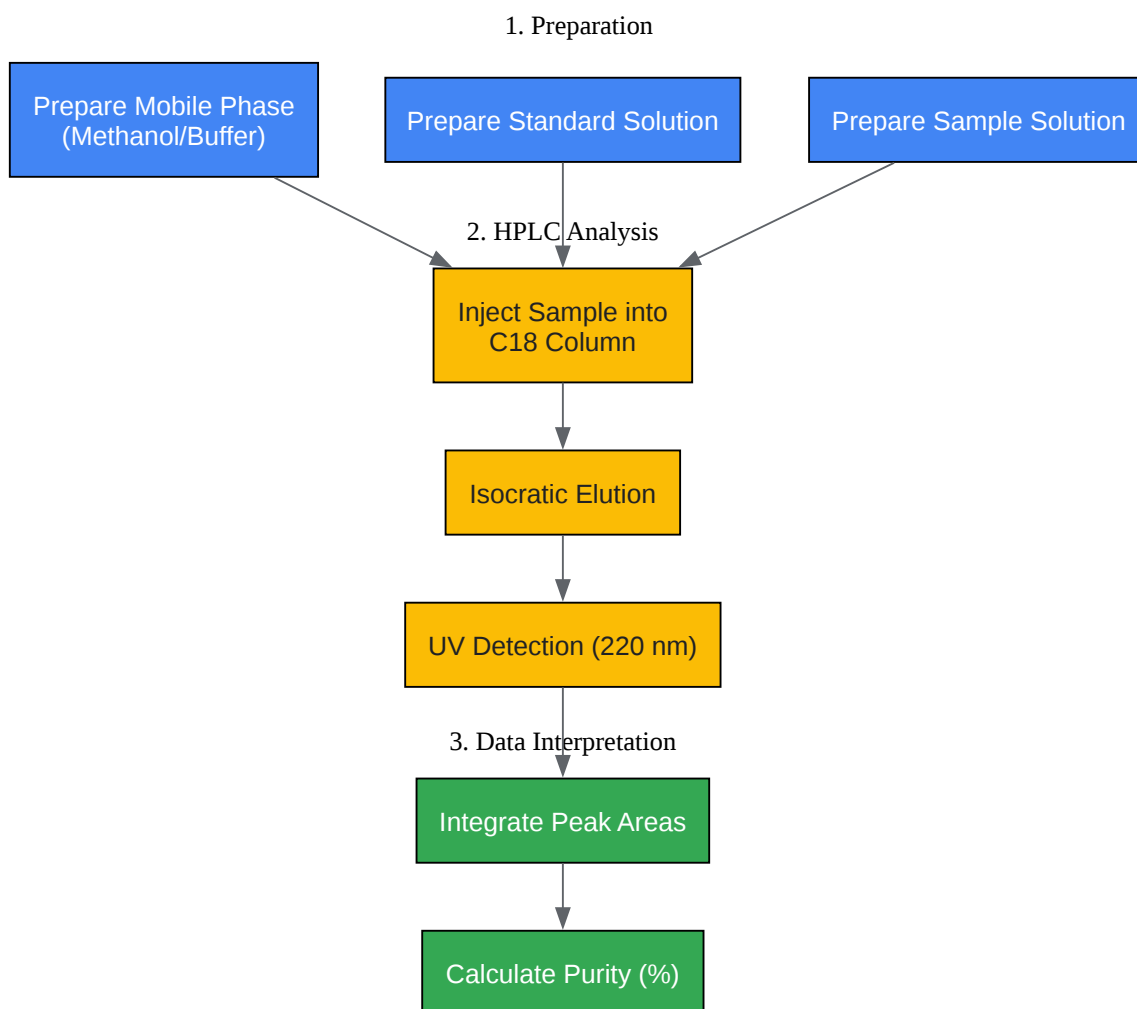 1. Preparation
Prepare Mobile Phase
(Methanol/Buffer)
Prepare Standard Solution
Prepare Sample Solution
2. HPLC Analysis
Inject Sample into
C18 Column
Isocratic Elution
UV Detection (220 nm)
3. Data Interpretation
Integrate Peak Areas
Calculate Purity (%)